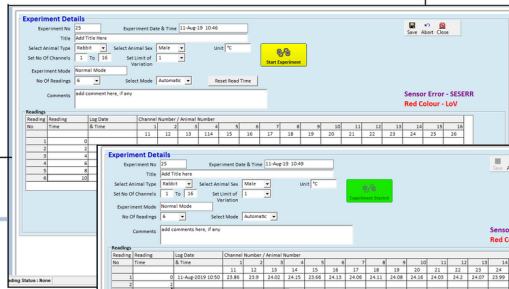 Experiment Details
Experiment No 25 Experiment Date & Time 11-Aug-19 10:46
Save Abort Close
Title Add Title Here
Select Animal Type Rabbit Select Animal Sex Male Unit °C
Set No Of Channels 1 To 16 Set Limit of Variation 1
Start Experiment
Experiment Mode Normal Mode
No Of Readings 6 Select Mode Automatic Reset Read Time
Comments add comment here, if any
Sensor Error - SESERR
Red Colour - LoV
Readings
Reading Reading Log Date Channel Number / Animal Number
No Time & Time 1 2 3 4 5 6 7 8 9 10 11 12 13 14 15 16
11 12 13 114 15 16 17 18 19 20 21 22 23 24 25 26
1 0
2 2
3 4
4 6
5 8
6 10
ding Status : None
Experiment Details
Experiment No 25 Experiment Date & Time 11-Aug-19 10:49
Save
Title Add Title here
Select Animal Type Rabbit Select Animal Sex Male Unit °C
Set No Of Channels 1 To 16 Set Limit of Variation 1
Experiment Started
Experiment Mode Normal Mode
No Of Readings 6 Select Mode Automatic
Comments add comments here, if any
Senso
Red C
Readings
Reading Reading Log Date Channel Number / Animal Number
No Time & Time 1 2 3 4 5 6 7 8 9 10 11 12 13 14
11 12 13 14 15 16 17 18 19 20 21 22 23 24
1 0 11-Aug-2019 10:50 23.86 23.9 24.02 24.15 23.66 24.13 24.06 24.11 24.08 24.16 24.03 24.2 24.07 23.99
2 2